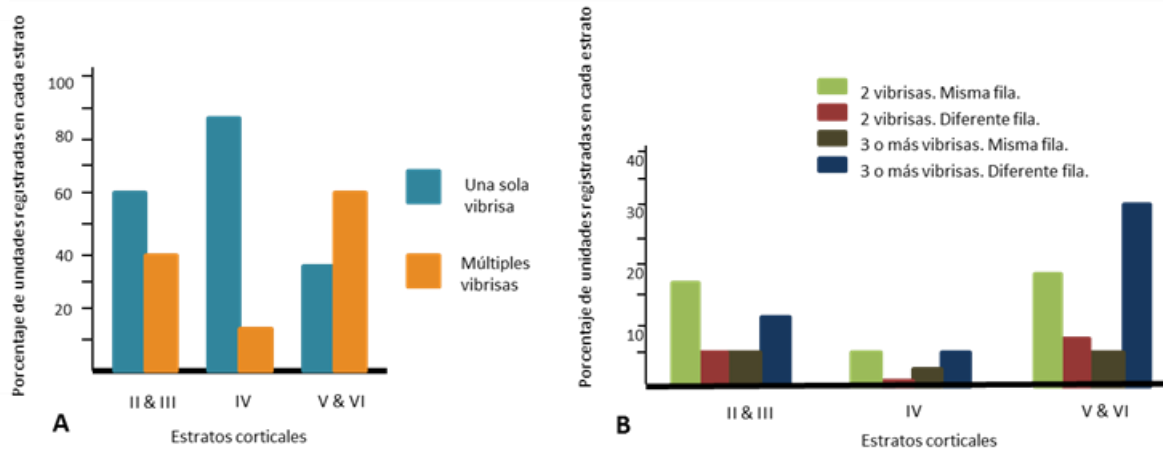 Porcentaje de unidades registradas en cada estrato
100
80
60
40
20
II & III
IV
V & VI
Estratos corticales
A
Una sola
vibrisa
Múltiples
vibrisas
Porcentaje de unidades registradas en cada estrato
40
30
20
10
2 vibrisas. Misma fila.
2 vibrisas. Diferente fila.
3 o más vibrisas. Misma fila.
3 o más vibrisas. Diferente fila.
II & III
IV
V & VI
Estratos corticales
B